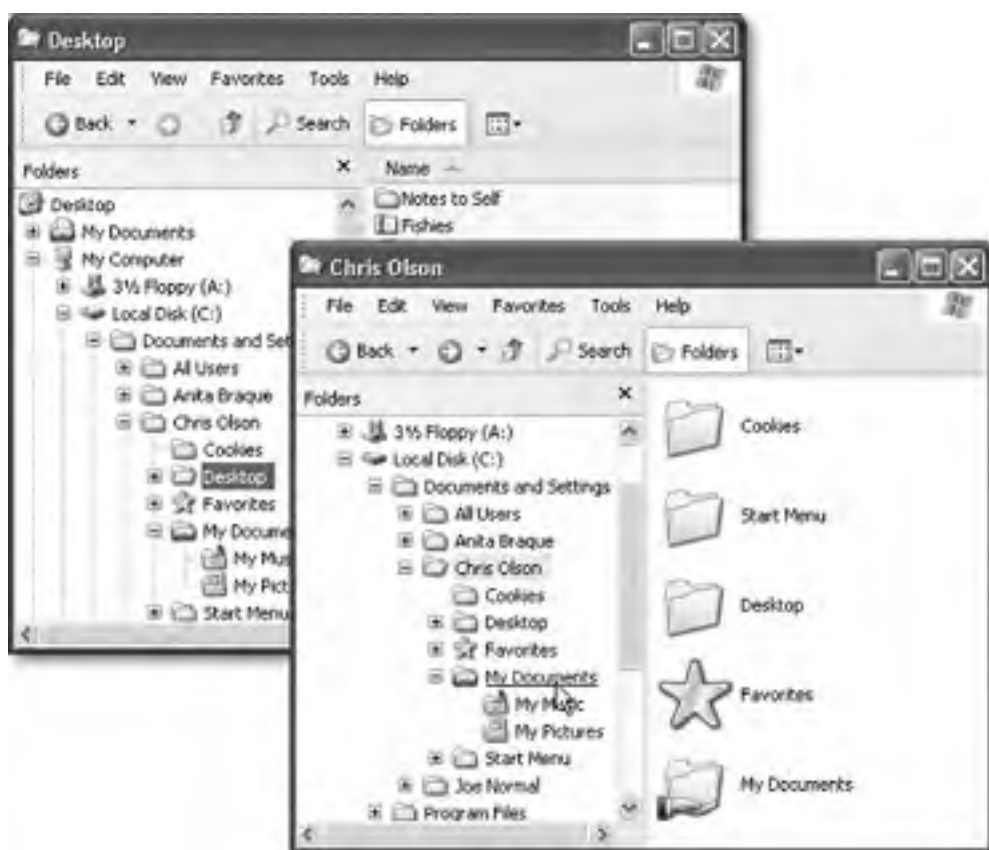 Desktop
File Edit View Favorites Tools Help
Back Search Folders
Folders
Name
Desktop
My Documents
My Computer
3½ Floppy (A:)
Local Disk (C:)
Documents and Set
All Users
Anita Braque
Chris Olson
Cookies
Desktop
Favorites
My Docume
My Mus
My Pict
Start Menu
Notes to Self
Fishies
Chris Olson
File Edit View Favorites Tools Help
Back Search Folders
Folders
3½ Floppy (A:)
Local Disk (C:)
Documents and Settings
All Users
Anita Braque
Chris Olson
Cookies
Desktop
Favorites
My Documents
My Music
My Pictures
Start Menu
Joe Normal
Program Files
Cookies
Start Menu
Desktop
Favorites
My Documents